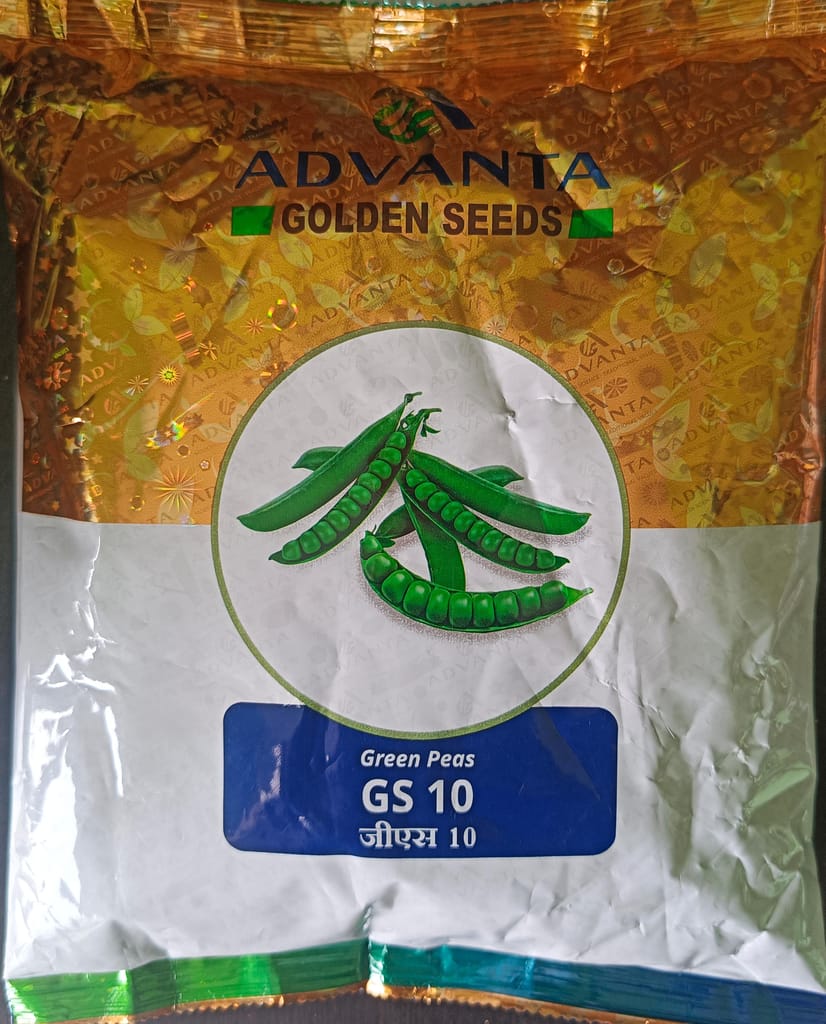 ADVANTA
GOLDEN SEEDS
Green Peas
GS 10
जीएस 10